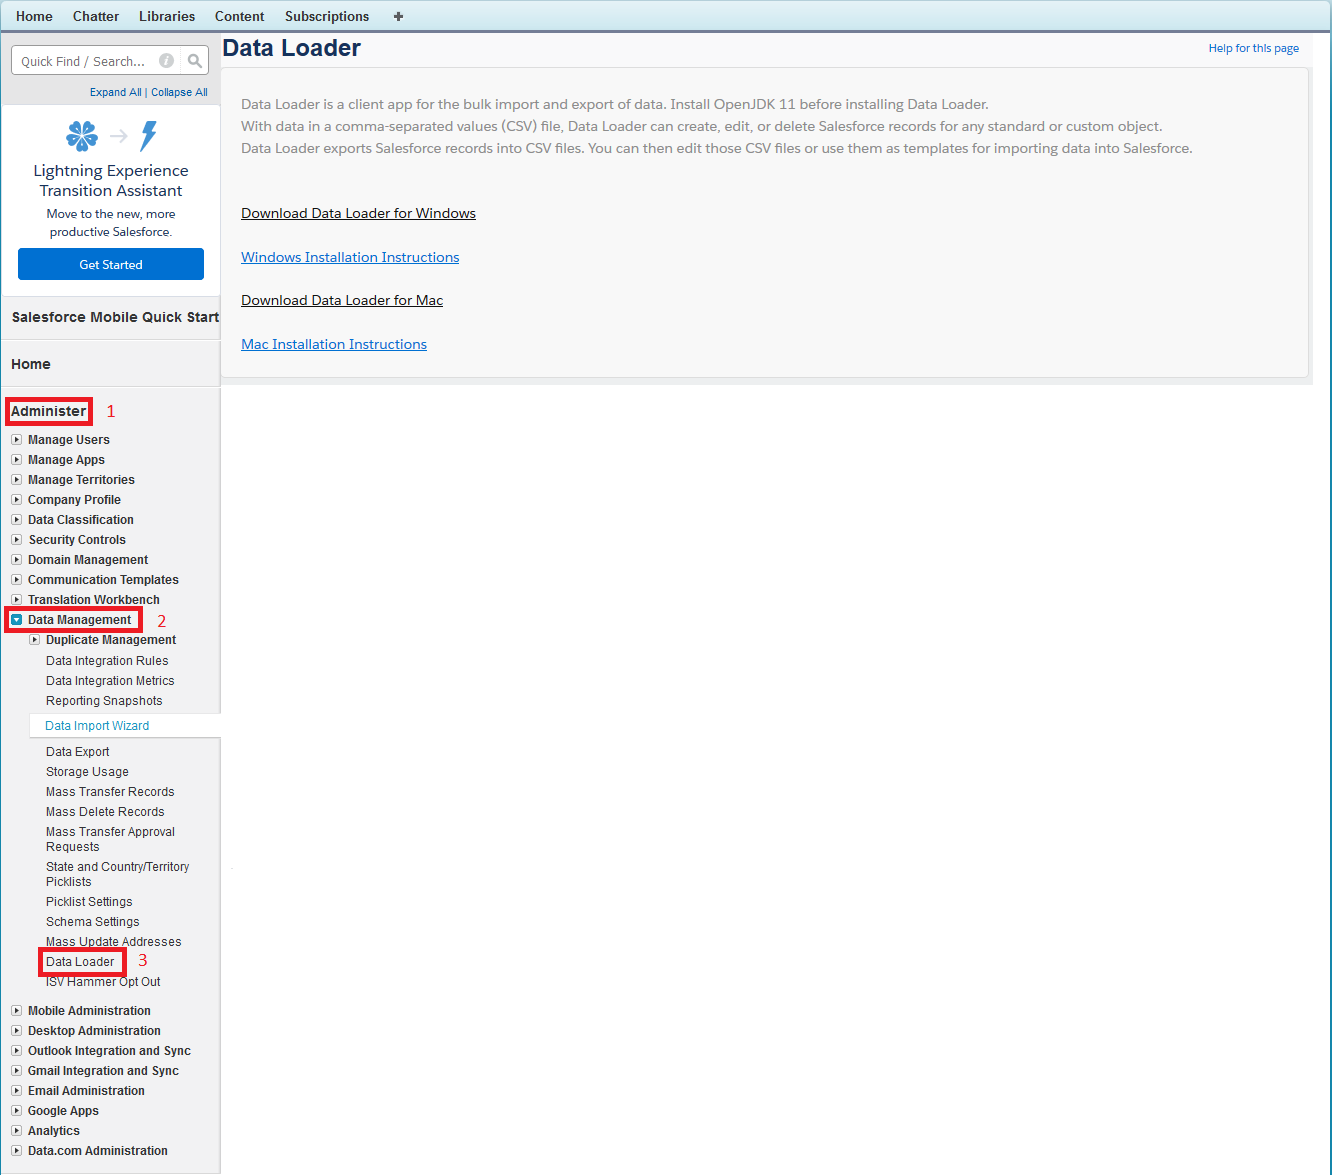 Home Chatter Libraries Content Subscriptions +
Quick Find / Search...
Expand All | Collapse All
Lightning Experience
Transition Assistant
Move to the new, more
productive Salesforce.
Get Started
Salesforce Mobile Quick Start
Home
Administer 1
Manage Users
Manage Apps
Manage Territories
Company Profile
Data Classification
Security Controls
Domain Management
Communication Templates
Translation Workbench
Data Management 2
Duplicate Management
Data Integration Rules
Data Integration Metrics
Reporting Snapshots
Data Import Wizard
Data Export
Storage Usage
Mass Transfer Records
Mass Delete Records
Mass Transfer Approval
Requests
State and Country/Territory
Picklists
Picklist Settings
Schema Settings
Mass Update Addresses
Data Loader 3
ISV Hammer Opt Out
Mobile Administration
Desktop Administration
Outlook Integration and Sync
Gmail Integration and Sync
Email Administration
Google Apps
Analytics
Data.com Administration
Data Loader
Help for this page
Data Loader is a client app for the bulk import and export of data. Install OpenJDK 11 before installing Data Loader.
With data in a comma-separated values (CSV) file, Data Loader can create, edit, or delete Salesforce records for any standard or custom object.
Data Loader exports Salesforce records into CSV files. You can then edit those CSV files or use them as templates for importing data into Salesforce.
Download Data Loader for Windows
Windows Installation Instructions
Download Data Loader for Mac
Mac Installation Instructions